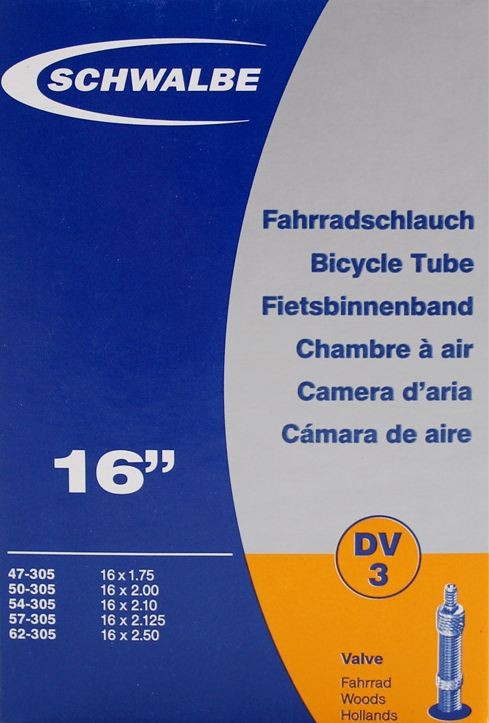 SCHWALBE
Fahrradschlauch
Bicycle Tube
Fietsbinnenband
Chambre à air
Camera d'aria
Cámara de aire
16”
47-305 16 x 1.75
50-305 16 x 2.00
54-305 16 x 2.10
57-305 16 x 2.125
62-305 16 x 2.50
DV
3
Valve
Fahrrad
Woods
Hollands